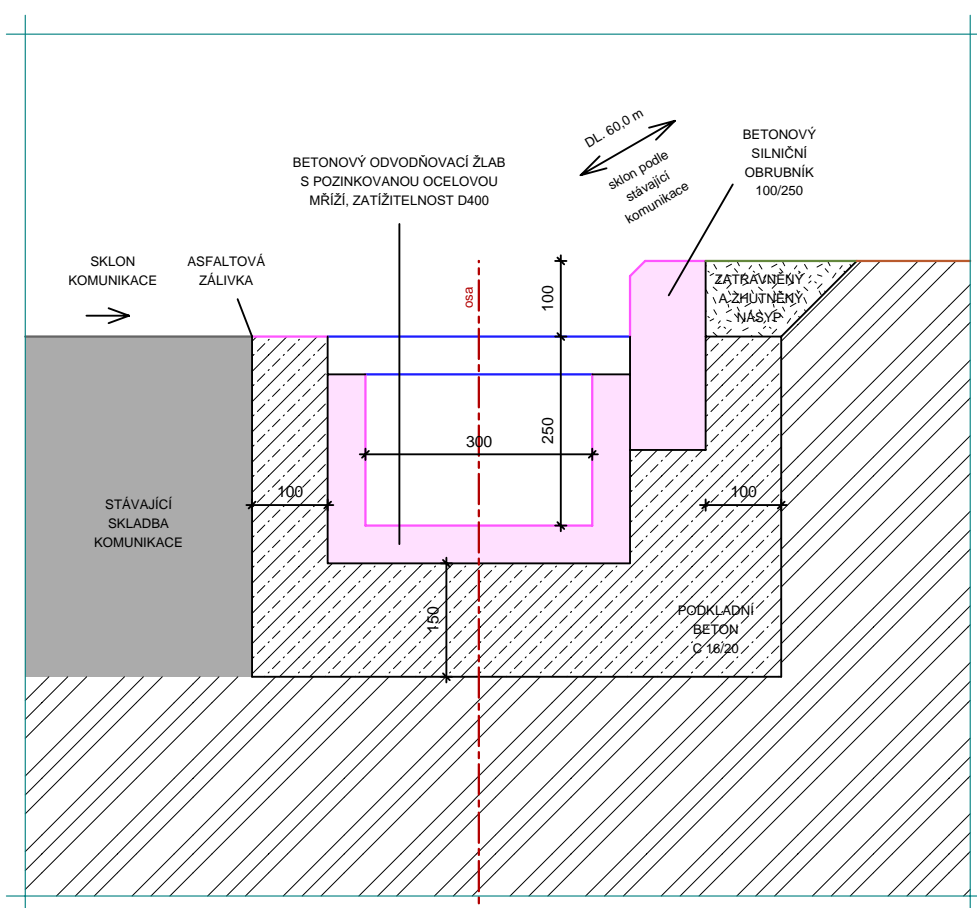 DL. 60,0 m
sklon podle
stávající
komunikace
BETONOVÝ
SILNIČNÍ
OBRUBNÍK
100/250
BETONOVÝ ODVODŇOVACÍ ŽLAB
S POZINKOVANOU OCELOVOU
MŘÍŽÍ, ZATÍŽITELNOST D400
SKLON
KOMUNIKACE
ASFALTOVÁ
ZÁLIVKA
osa
100
ZATRAVNĚNÝ
A ZHUTNĚNÝ
NÁSYP
250
300
100
100
STÁVAJÍCÍ
SKLADBA
KOMUNIKACE
150
PODKLADNÍ
BETON
C 16/20